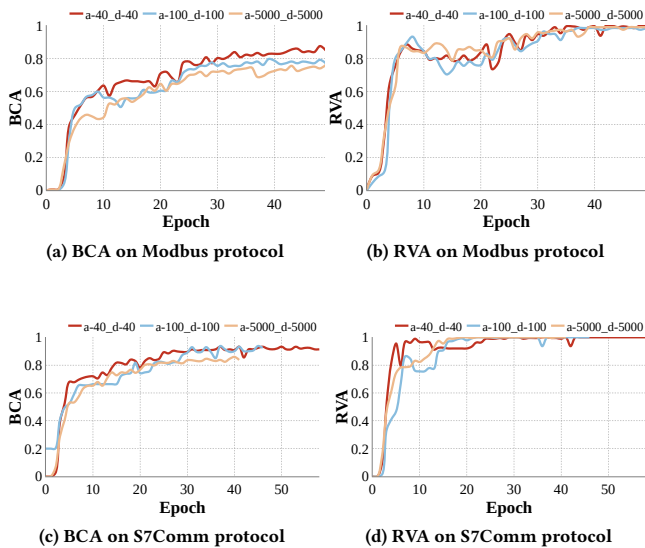 a-40_d-40 a-100_d-100 a-5000_d-5000
1
0.8
0.6
0.4
0.2
0
BCA
0 10 20 30 40
Epoch
(a) BCA on Modbus protocol
a-40_d-40 a-100_d-100 a-5000_d-5000
1
0.8
0.6
0.4
0.2
0
RVA
0 10 20 30 40
Epoch
(b) RVA on Modbus protocol
a-40_d-40 a-100_d-100 a-5000_d-5000
1
0.8
0.6
0.4
0.2
0
BCA
0 10 20 30 40 50
Epoch
(c) BCA on S7Comm protocol
a-40_d-40 a-100_d-100 a-5000_d-5000
1
0.8
0.6
0.4
0.2
0
RVA
0 10 20 30 40 50
Epoch
(d) RVA on S7Comm protocol